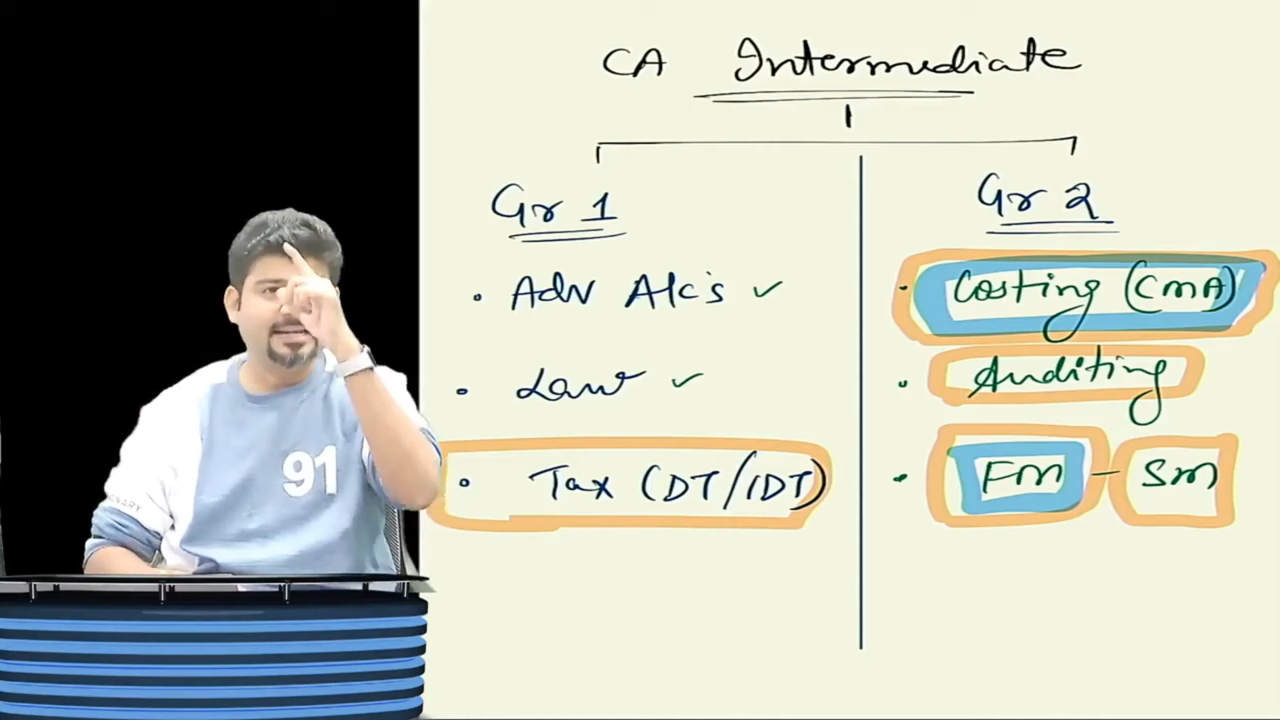 CA Intermediate
Gr 1
• Adv A/c's ✓
• Law ✓
• Tax (DT/IDT)
Gr 2
• Costing (CMA)
• Auditing
• FM - SM
91